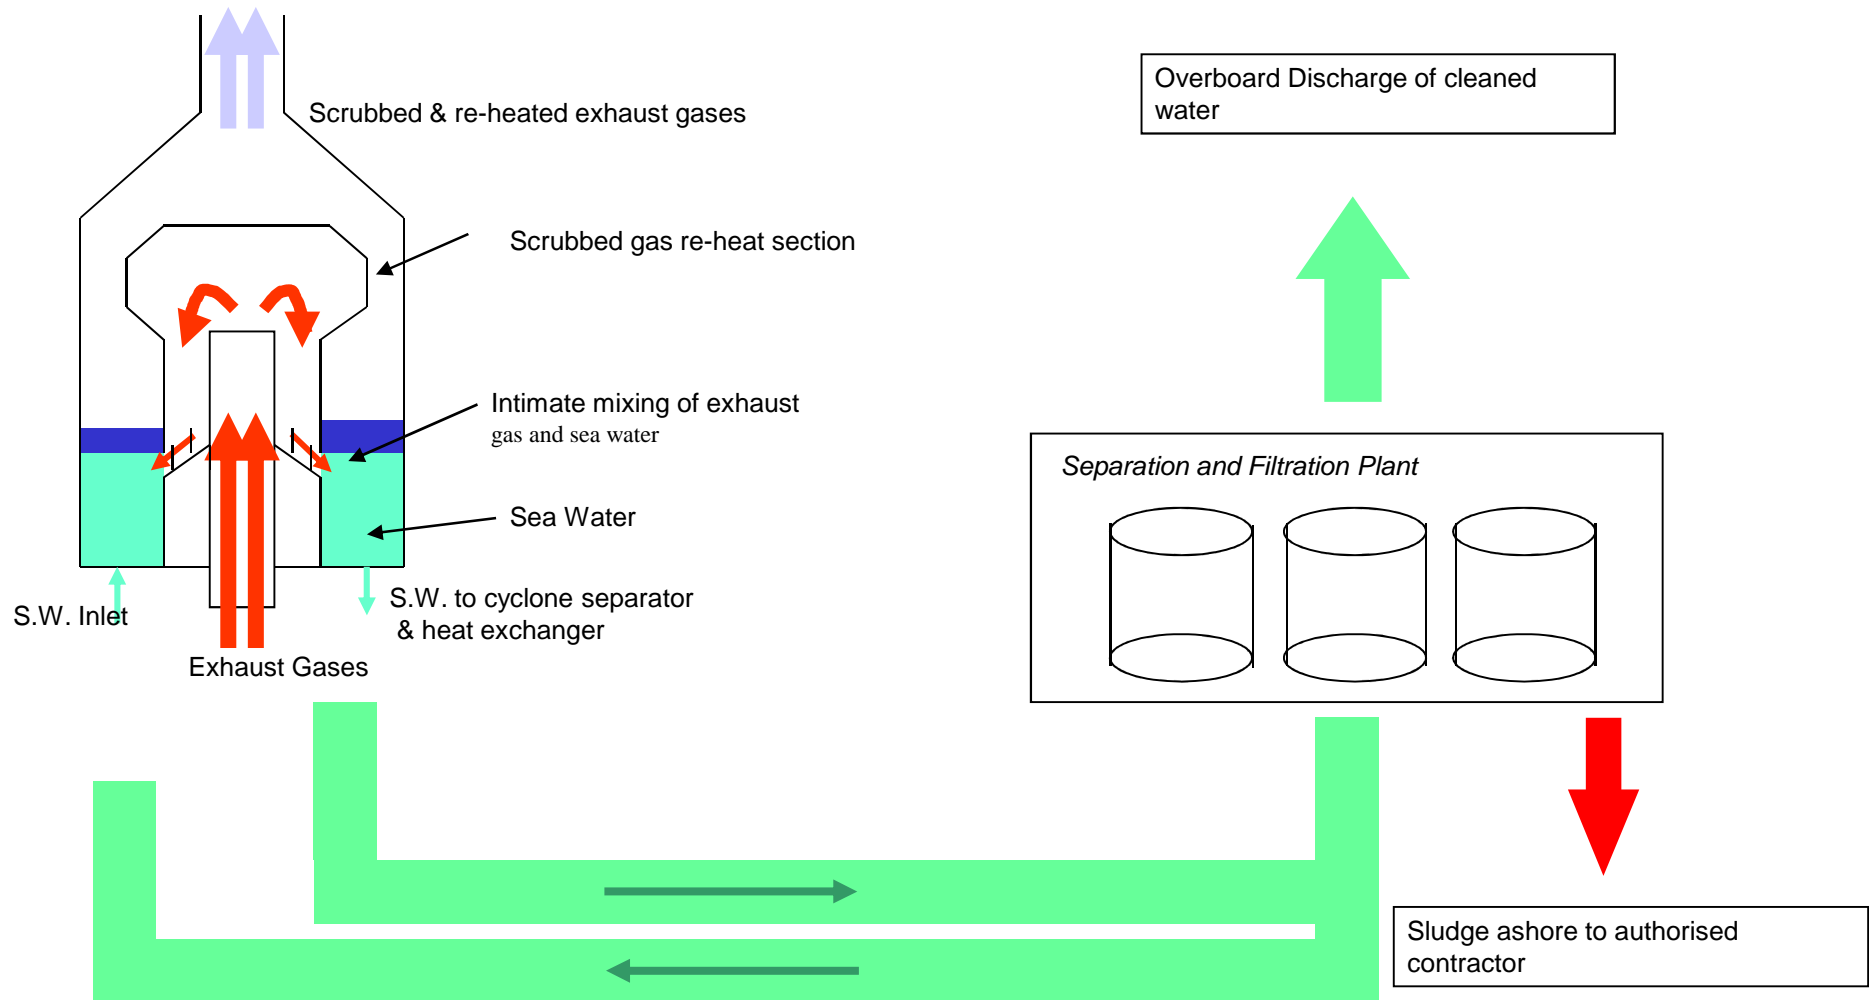 Scrubbed & re-heated exhaust gases
Scrubbed gas re-heat section
Intimate mixing of exhaust
gas and sea water
Sea Water
S.W. Inlet
S.W. to cyclone separator
& heat exchanger
Exhaust Gases
Overboard Discharge of cleaned
water
Separation and Filtration Plant
Sludge ashore to authorised
contractor